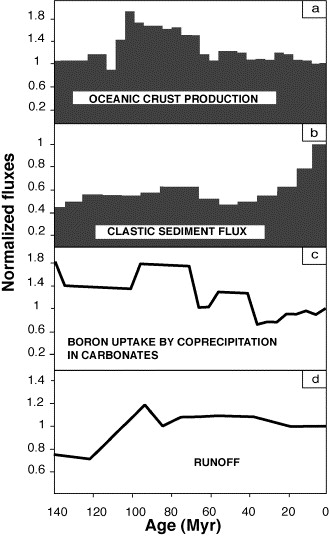 Normalized fluxes
a
1.8
1.4
1
0.6
0.2
OCEANIC CRUST PRODUCTION
b
1
0.8
0.6
0.4
0.2
CLASTIC SEDIMENT FLUX
c
1.8
1.4
1
0.6
0.2
BORON UPTAKE BY COPRECIPITATION
IN CARBONATES
d
1.4
1.2
1
0.8
0.6
RUNOFF
140 120 100 80 60 40 20 0
Age (Myr)